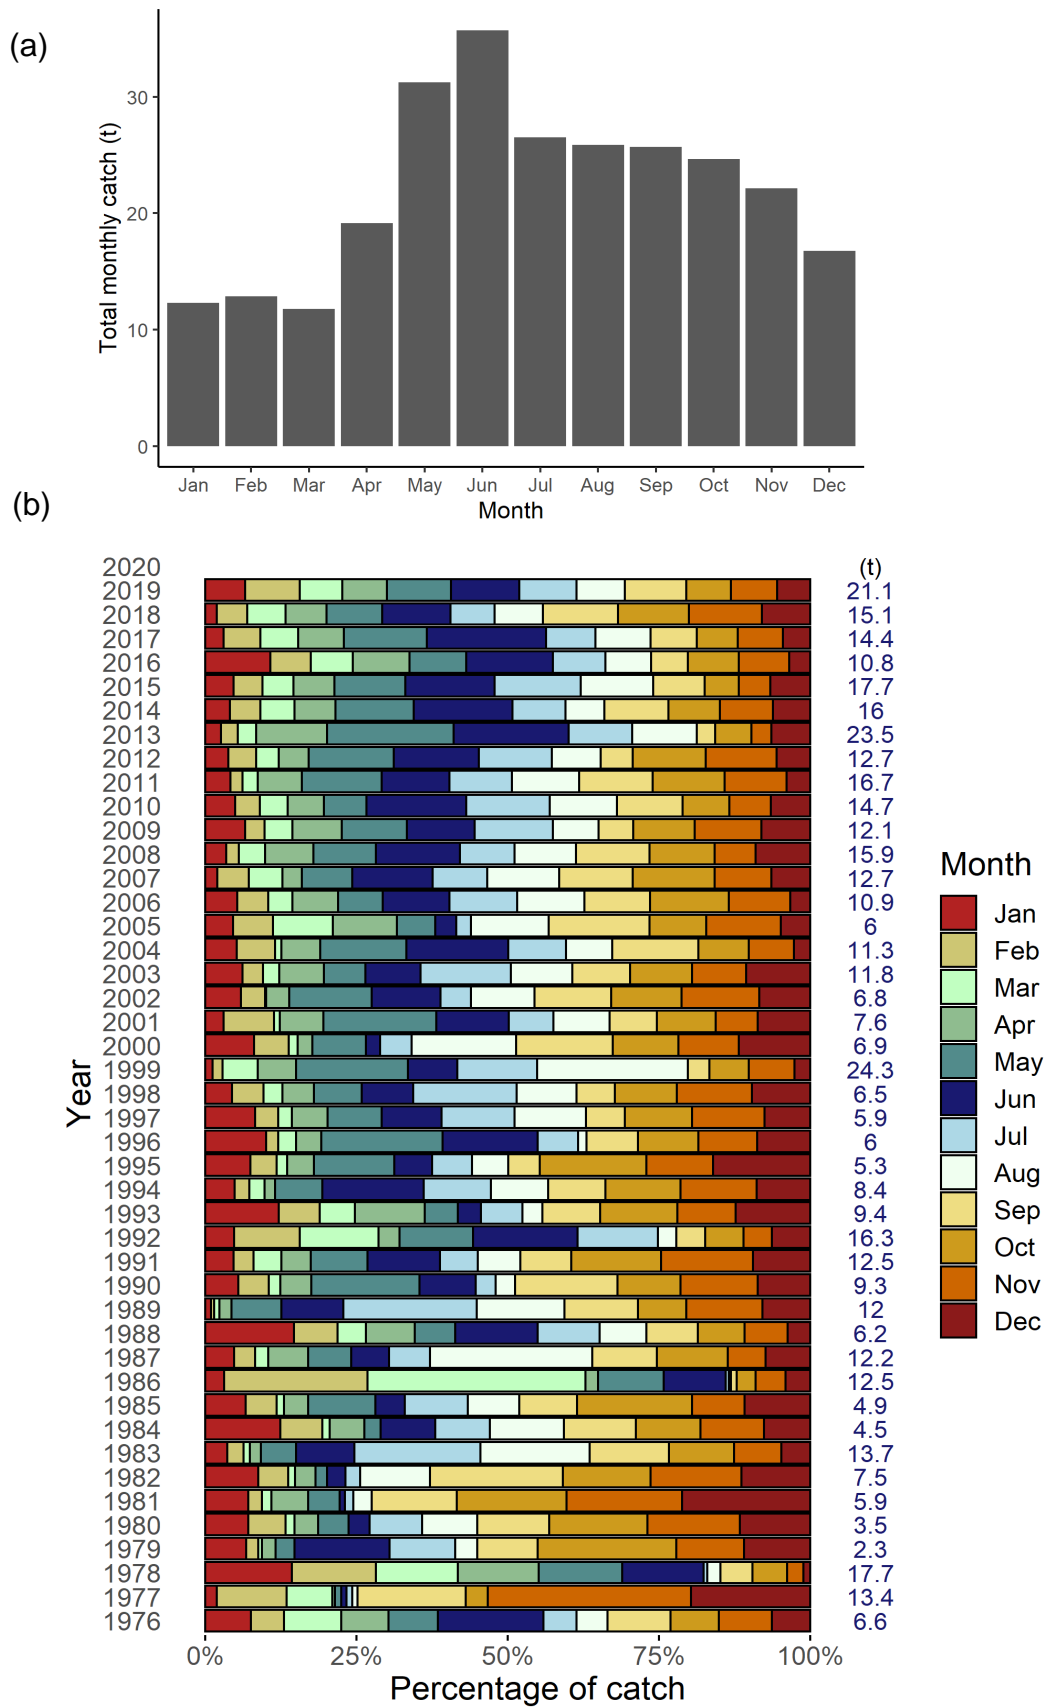 (a)
Total monthly catch (t)
30
20
10
0
Jan Feb Mar Apr May Jun Jul Aug Sep Oct Nov Dec
Month
(b)
Year
2020 (t)
2019 21.1
2018 15.1
2017 14.4
2016 10.8
2015 17.7
2014 16
2013 23.5
2012 12.7
2011 16.7
2010 14.7
2009 12.1
2008 15.9
2007 12.7
2006 10.9
2005 6
2004 11.3
2003 11.8
2002 6.8
2001 7.6
2000 6.9
1999 24.3
1998 6.5
1997 5.9
1996 6
1995 5.3
1994 8.4
1993 9.4
1992 16.3
1991 12.5
1990 9.3
1989 12
1988 6.2
1987 12.2
1986 12.5
1985 4.9
1984 4.5
1983 13.7
1982 7.5
1981 5.9
1980 3.5
1979 2.3
1978 17.7
1977 13.4
1976 6.6
0% 25% 50% 75% 100%
Percentage of catch
Month
Jan
Feb
Mar
Apr
May
Jun
Jul
Aug
Sep
Oct
Nov
Dec